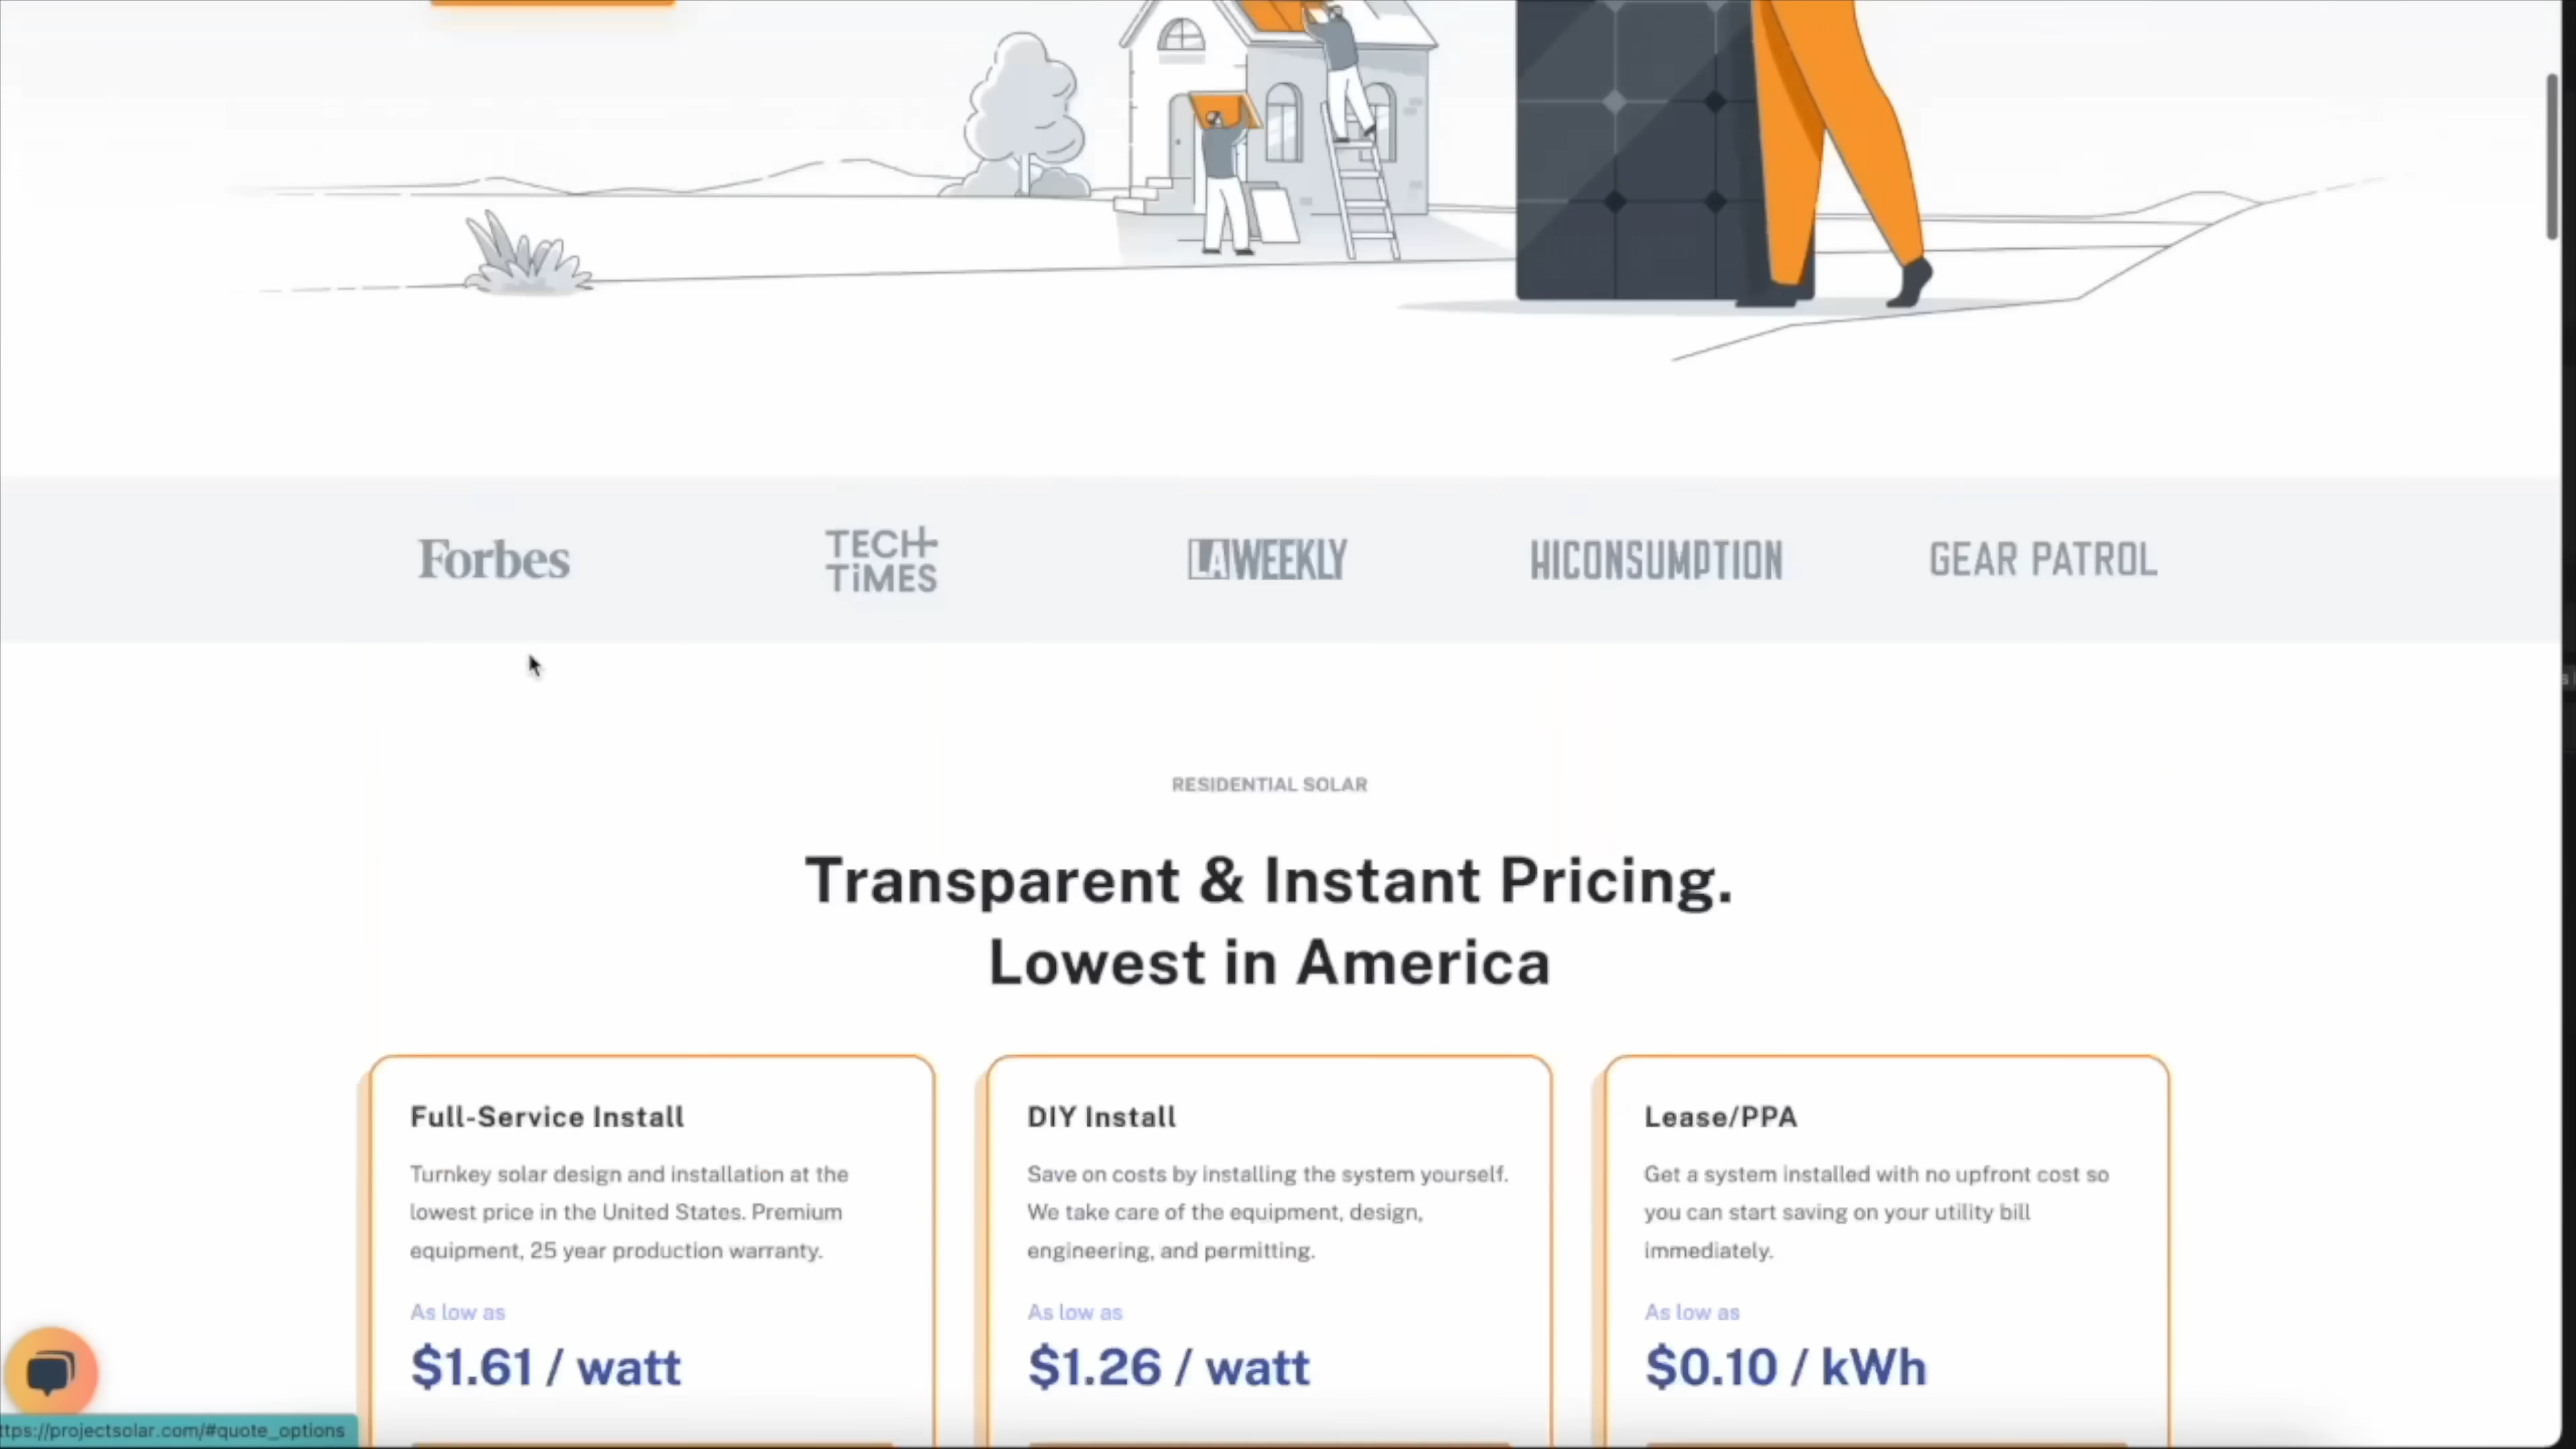 Forbes
TECH
TiMES
LAWEEKLY
HICONSUMPTION
GEAR PATROL
RESIDENTIAL SOLAR
Transparent & Instant Pricing.
Lowest in America
Full-Service Install
Turnkey solar design and installation at the
lowest price in the United States. Premium
equipment, 25 year production warranty.
As low as
$1.61 / watt
DIY Install
Save on costs by installing the system yourself.
We take care of the equipment, design,
engineering, and permitting.
As low as
$1.26 / watt
Lease/PPA
Get a system installed with no upfront cost so
you can start saving on your utility bill
immediately.
As low as
$0.10 / kWh
ttps://projectsolar.com/#quote_options